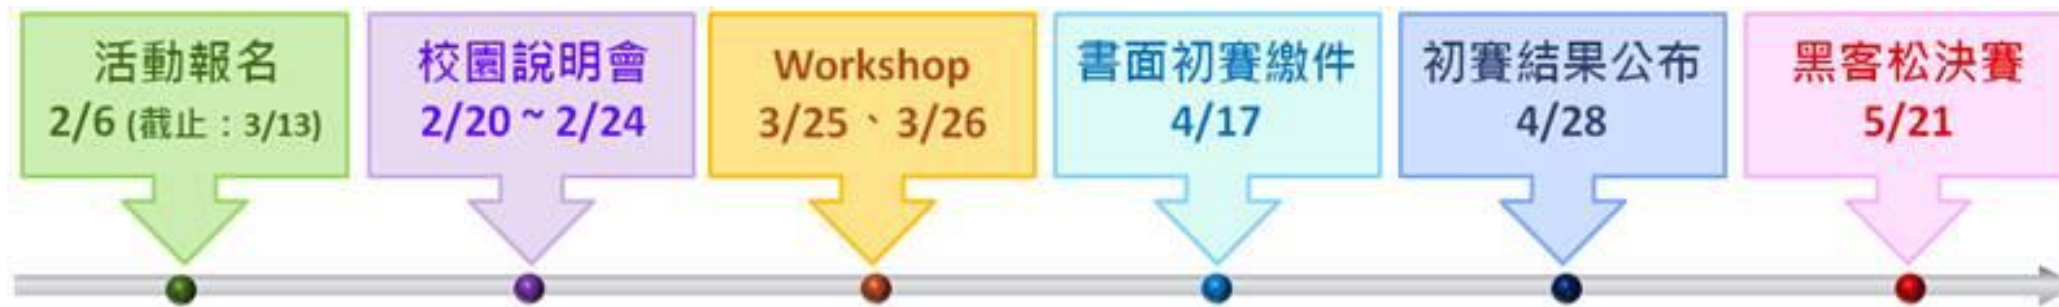 活動報名
2/6 (截止：3/13)
校園說明會
2/20 ~ 2/24
Workshop
3/25、3/26
書面初賽繳件
4/17
初賽結果公布
4/28
黑客松決賽
5/21